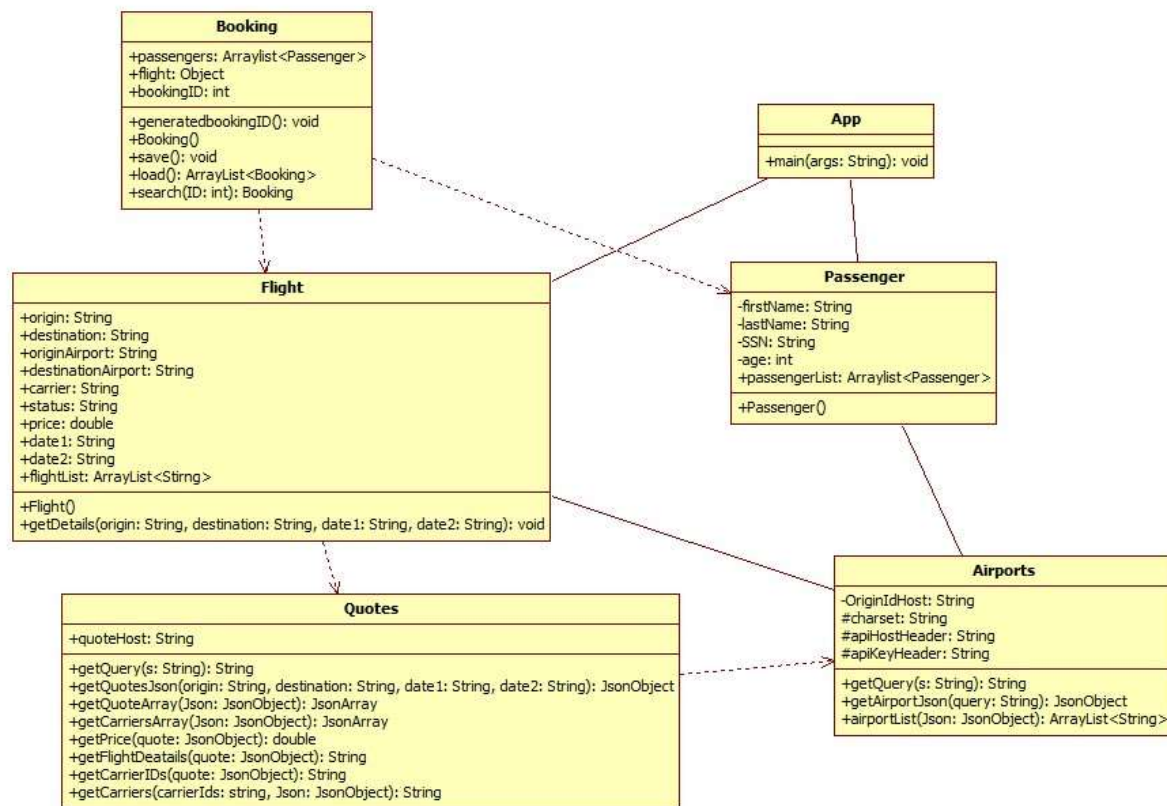 Booking
+passengers: Arraylist<Passenger>
+flight: Object
+bookingID: int
+generatedbookingID(): void
+Booking()
+save(): void
+load(): ArrayList<Booking>
+search(ID: int): Booking
App
+main(args: String): void
Flight
+origin: String
+destination: String
+originAirport: String
+destinationAirport: String
+carrier: String
+status: String
+price: double
+date1: String
+date2: String
+flightList: ArrayList<Stirng>
+Flight()
+getDetails(origin: String, destination: String, date1: String, date2: String): void
Passenger
-firstName: String
-lastName: String
-SSN: String
-age: int
+passengerList: Arraylist<Passenger>
+Passenger()
Quotes
+quoteHost: String
+getQuery(s: String): String
+getQuotesJson(origin: String, destination: String, date1: String, date2: String): JsonObject
+getQuoteArray(Json: JsonObject): JsonArray
+getCarriersArray(Json: JsonObject): JsonArray
+getPrice(quote: JsonObject): double
+getFlightDeatails(quote: JsonObject): String
+getCarrierIDs(quote: JsonObject): String
+getCarriers(carrierIds: string, Json: JsonObject): String
Airports
-OriginIdHost: String
#charset: String
#apiHostHeader: String
#apiKeyHeader: String
+getQuery(s: String): String
+getAirportJson(query: String): JsonObject
+airportList(Json: JsonObject): ArrayList<String>